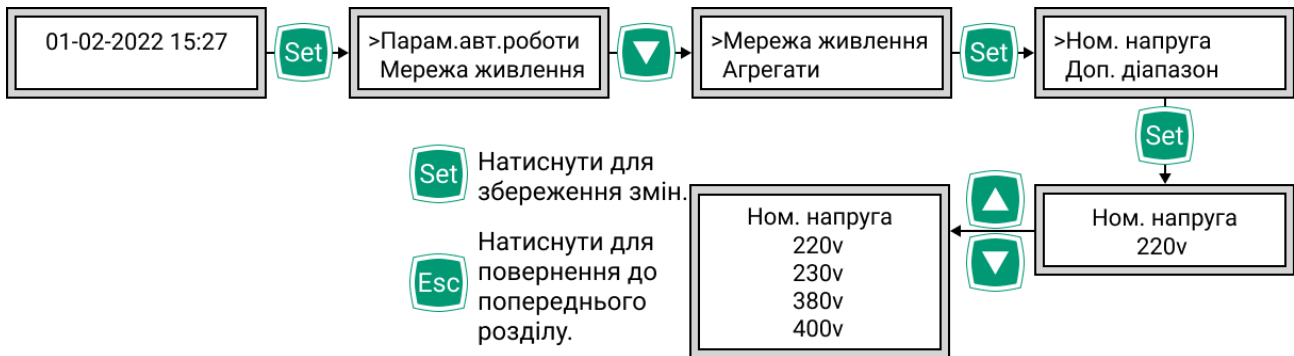 01-02-2022 15:27
Set
>Парам.авт.роботи
Мережа живлення
>Мережа живлення
Агрегати
Set
>Ном. напруга
Доп. діапазон
Set
Ном. напруга
220v
Ном. напруга
220v
230v
380v
400v
Set
Натиснути для
збереження змін.
Esc
Натиснути для
повернення до
попереднього
розділу.